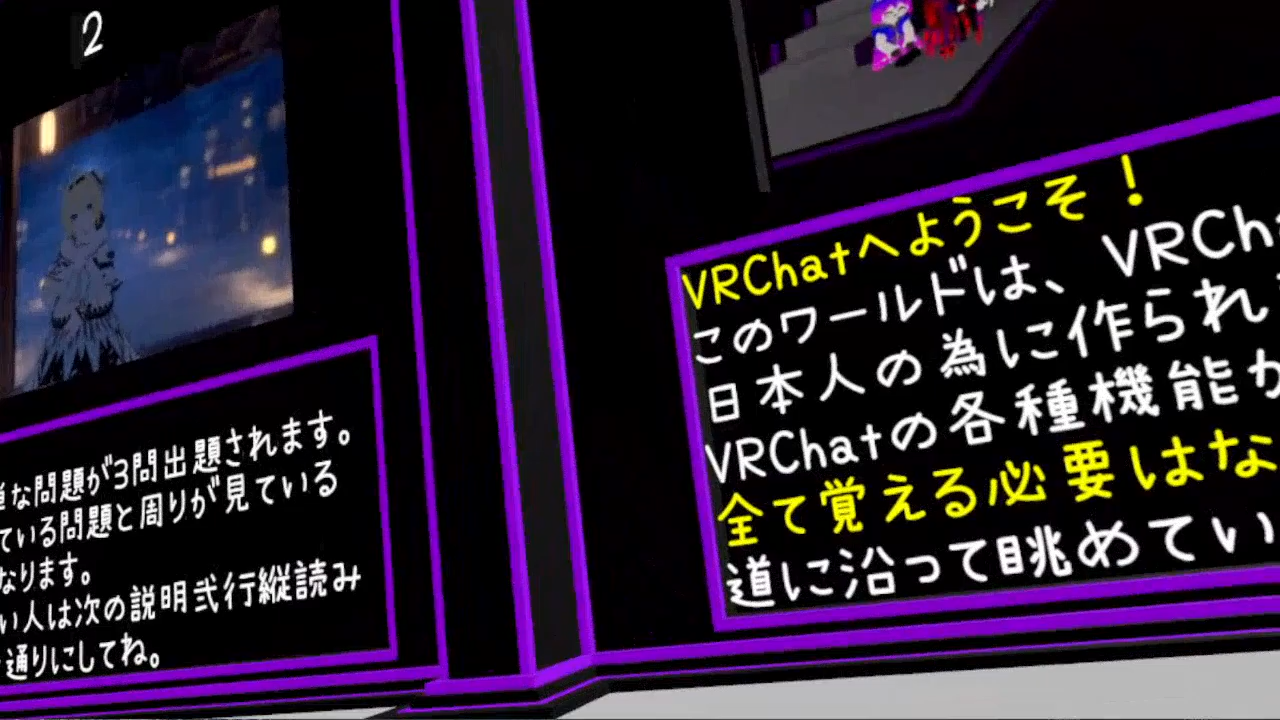 2
な問題が3問出題されます。
ている問題と周りが見ている
なります。
い人は次の説明弐行縦読み
通りにしてね。
VRChatへようこそ！
このワールドは、VRCh
日本人の為に作られ
VRChatの各種機能が
全て覚える必要はな
道に沿って眺めてい